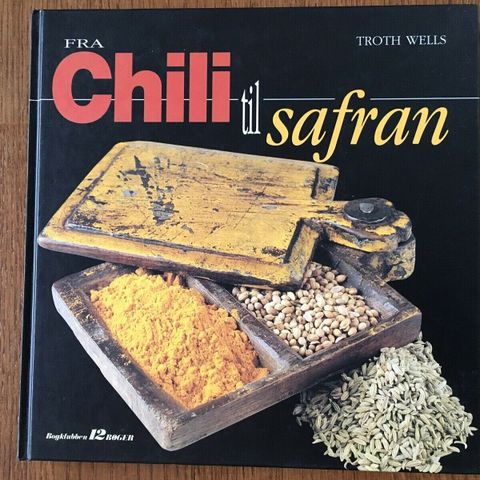 FRA
TROTH WELLS
Chili til safran
Bogklubben 12 BØGER